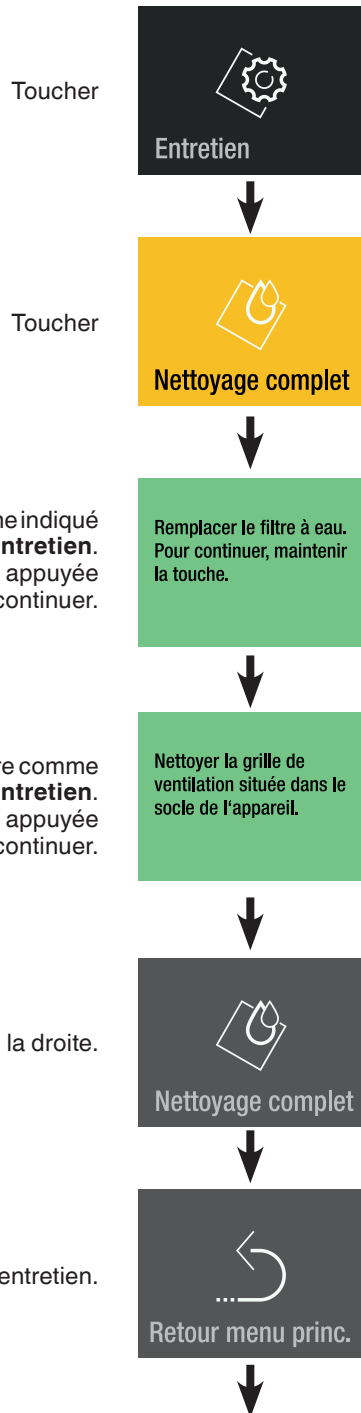 Toucher
Entretien
Toucher
Nettoyage complet
indiqué
ntretien.
appuyée
continuer.
Remplacer le filtre à eau.
Pour continuer, maintenir
la touche.
comme
ntretien.
appuyée
continuer.
Nettoyer la grille de
ventilation située dans le
socle de l'appareil.
la droite.
Nettoyage complet
entretien.
Retour menu princ.